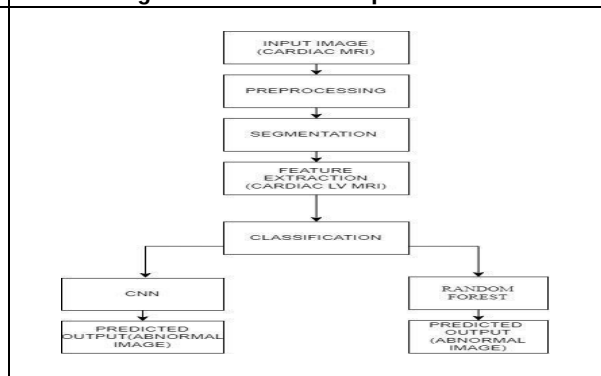 INPUT IMAGE
(CARDIAC MRI)
PREPROCESSING
SEGMENTATION
FEATURE
EXTRACTION
(CARDIAC LV MRI)
CLASSIFICATION
CNN
RANDOM
FOREST
PREDICTED
OUTPUT(ABNORMAL
IMAGE)
PREDICTED
OUTPUT
(ABNORMAL
IMAGE)